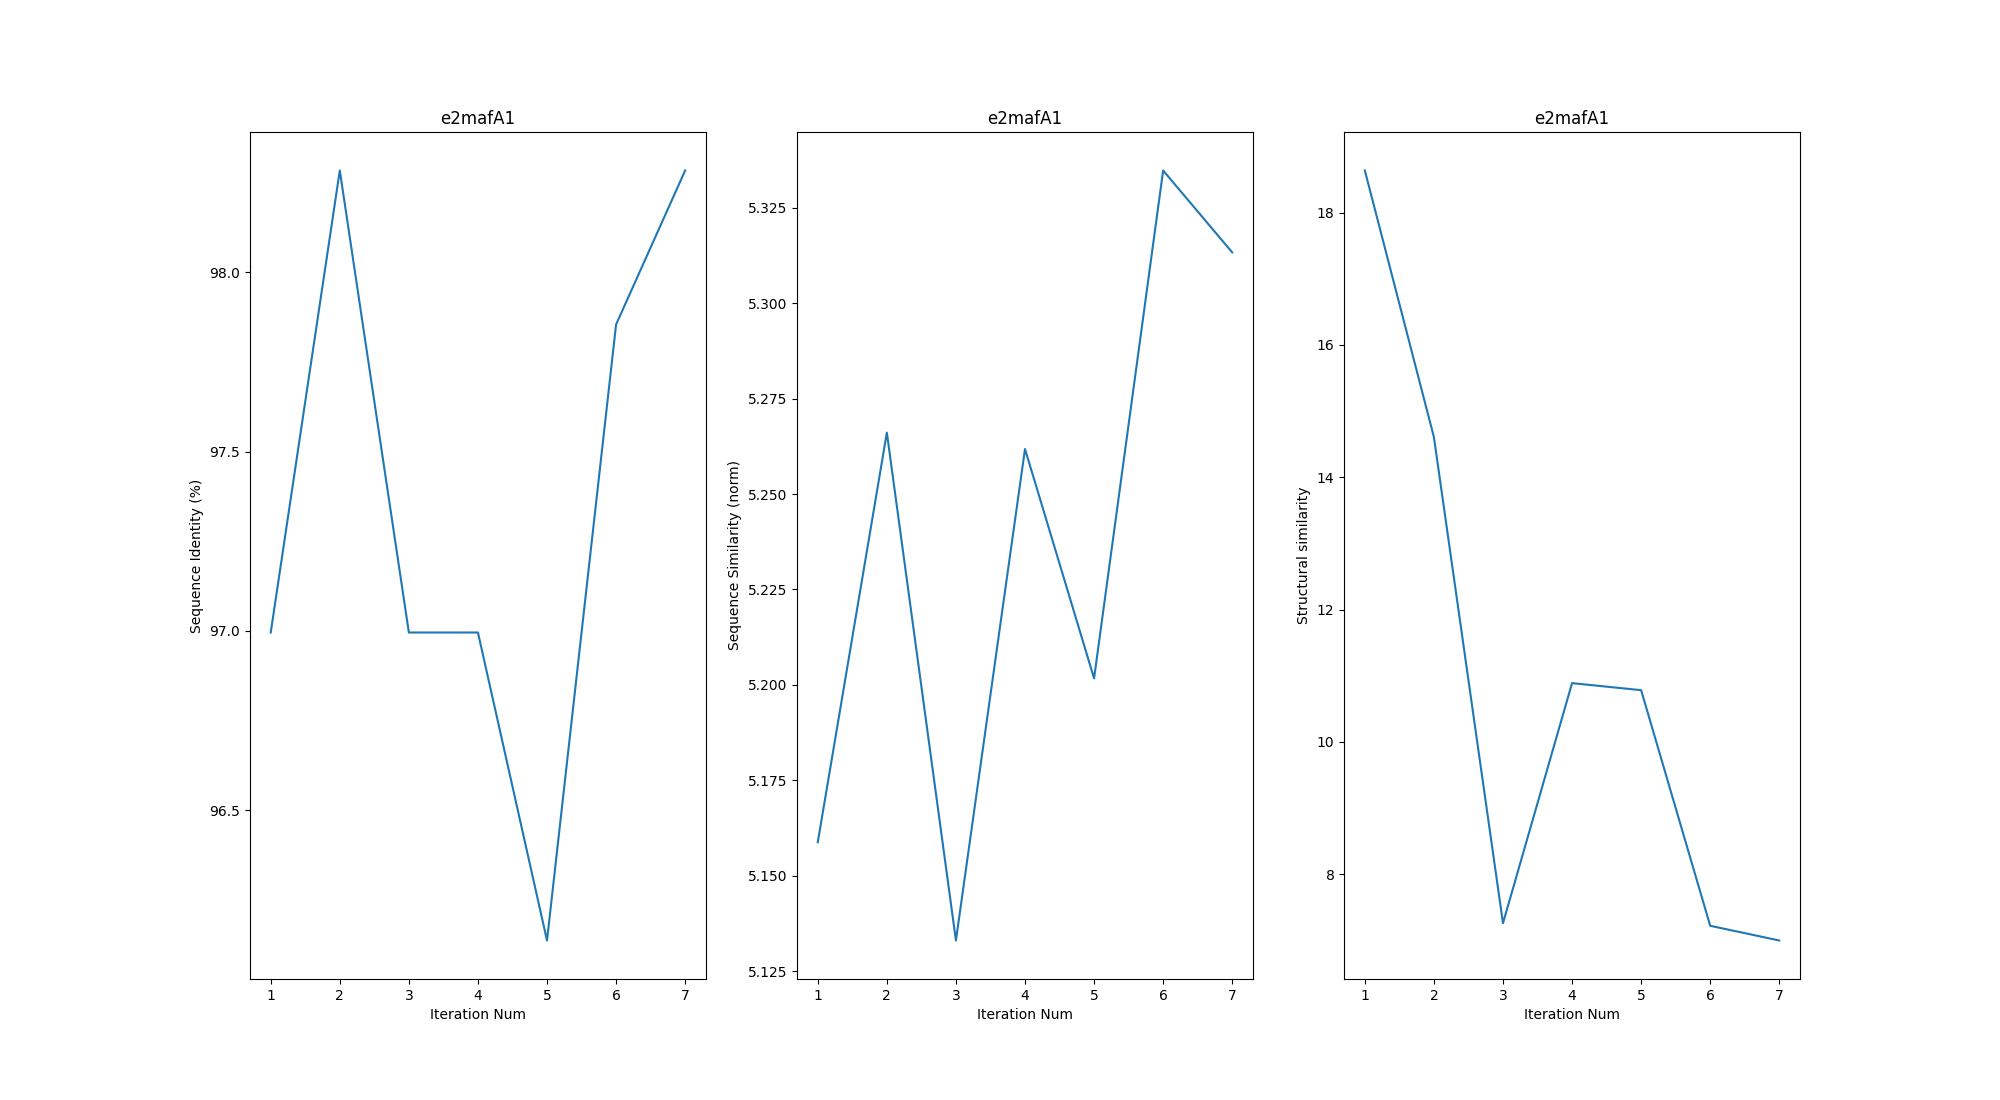 e2mafA1
Sequence Identity (%)
98.0
97.5
97.0
96.5
1 2 3 4 5 6 7
Iteration Num
e2mafA1
Sequence Similarity (norm)
5.325
5.300
5.275
5.250
5.225
5.200
5.175
5.150
5.125
1 2 3 4 5 6 7
Iteration Num
e2mafA1
Structural similarity
18
16
14
12
10
8
1 2 3 4 5 6 7
Iteration Num